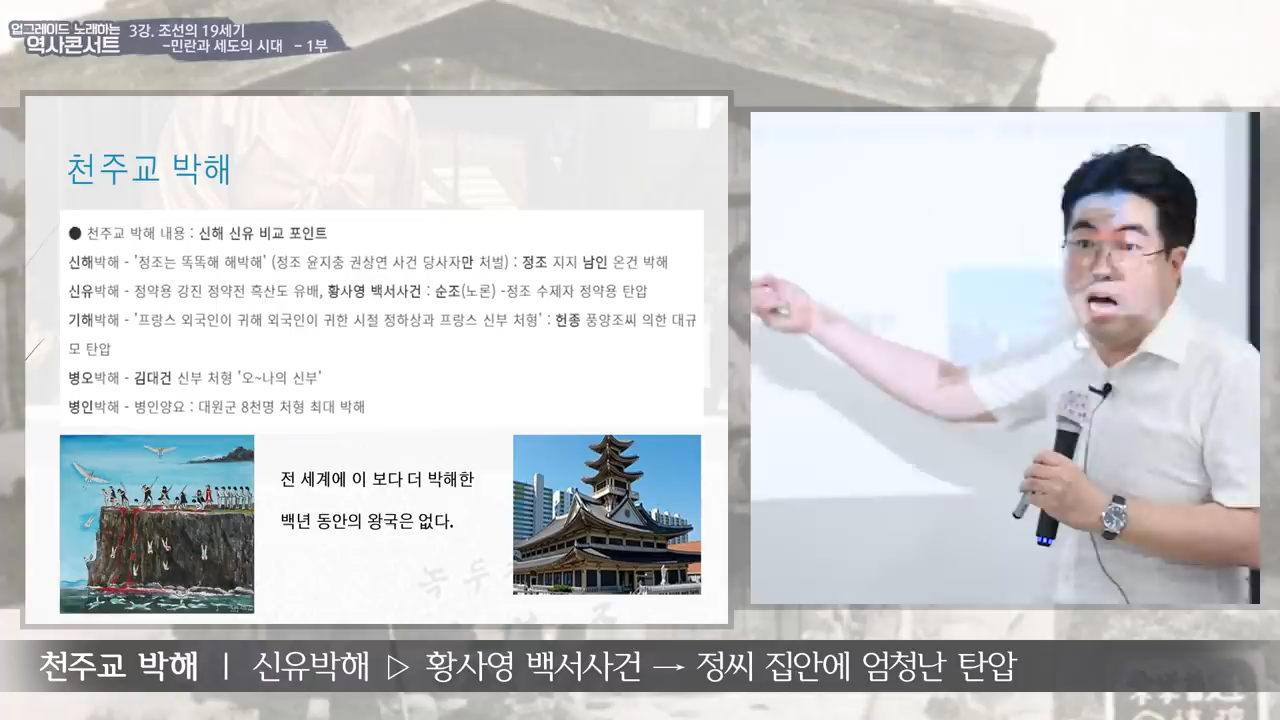 업그레이드 노래하는
역사콘서트
3강. 조선의 19세기
-민란과 세도의 시대 - 1부
천주교 박해
● 천주교 박해 내용 : 신해 신유 비교 포인트
신해박해 - '정조는 똑똑해 해박해' (정조 윤지충 권상연 사건 당사자만 처벌) : 정조 지지 남인 온건 박해
신유박해 - 정약용 강진 정약전 흑산도 유배, 황사영 백서사건 : 순조(노론) -정조 수제자 정약용 탄압
기해박해 - '프랑스 외국인이 귀해 외국인이 귀한 시절 정하상과 프랑스 신부 처형' : 헌종 풍양조씨 의한 대규
모 탄압
병오박해 - 김대건 신부 처형 '오~나의 신부'
병인박해 - 병인양요 : 대원군 8천명 처형 최대 박해
전 세계에 이 보다 더 박해한
백년 동안의 왕국은 없다.
녹 두
천주교 박해 | 신유박해 ▷ 황사영 백서사건 → 정씨 집안에 엄청난 탄압